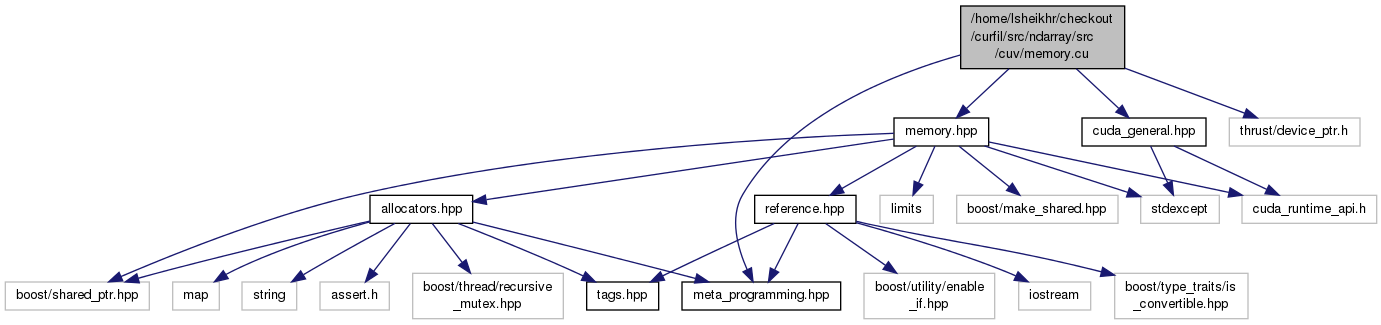 /home/lsheikhr/checkout
/curfil/src/ndarray/src
/cuv/memory.cu
memory.hpp
cuda_general.hpp
thrust/device_ptr.h
allocators.hpp
reference.hpp
limits
boost/make_shared.hpp
stdexcept
cuda_runtime_api.h
boost/shared_ptr.hpp
map
string
assert.h
boost/thread/recursive
_mutex.hpp
tags.hpp
meta_programming.hpp
boost/utility/enable
_if.hpp
iostream
boost/type_traits/is
_convertible.hpp